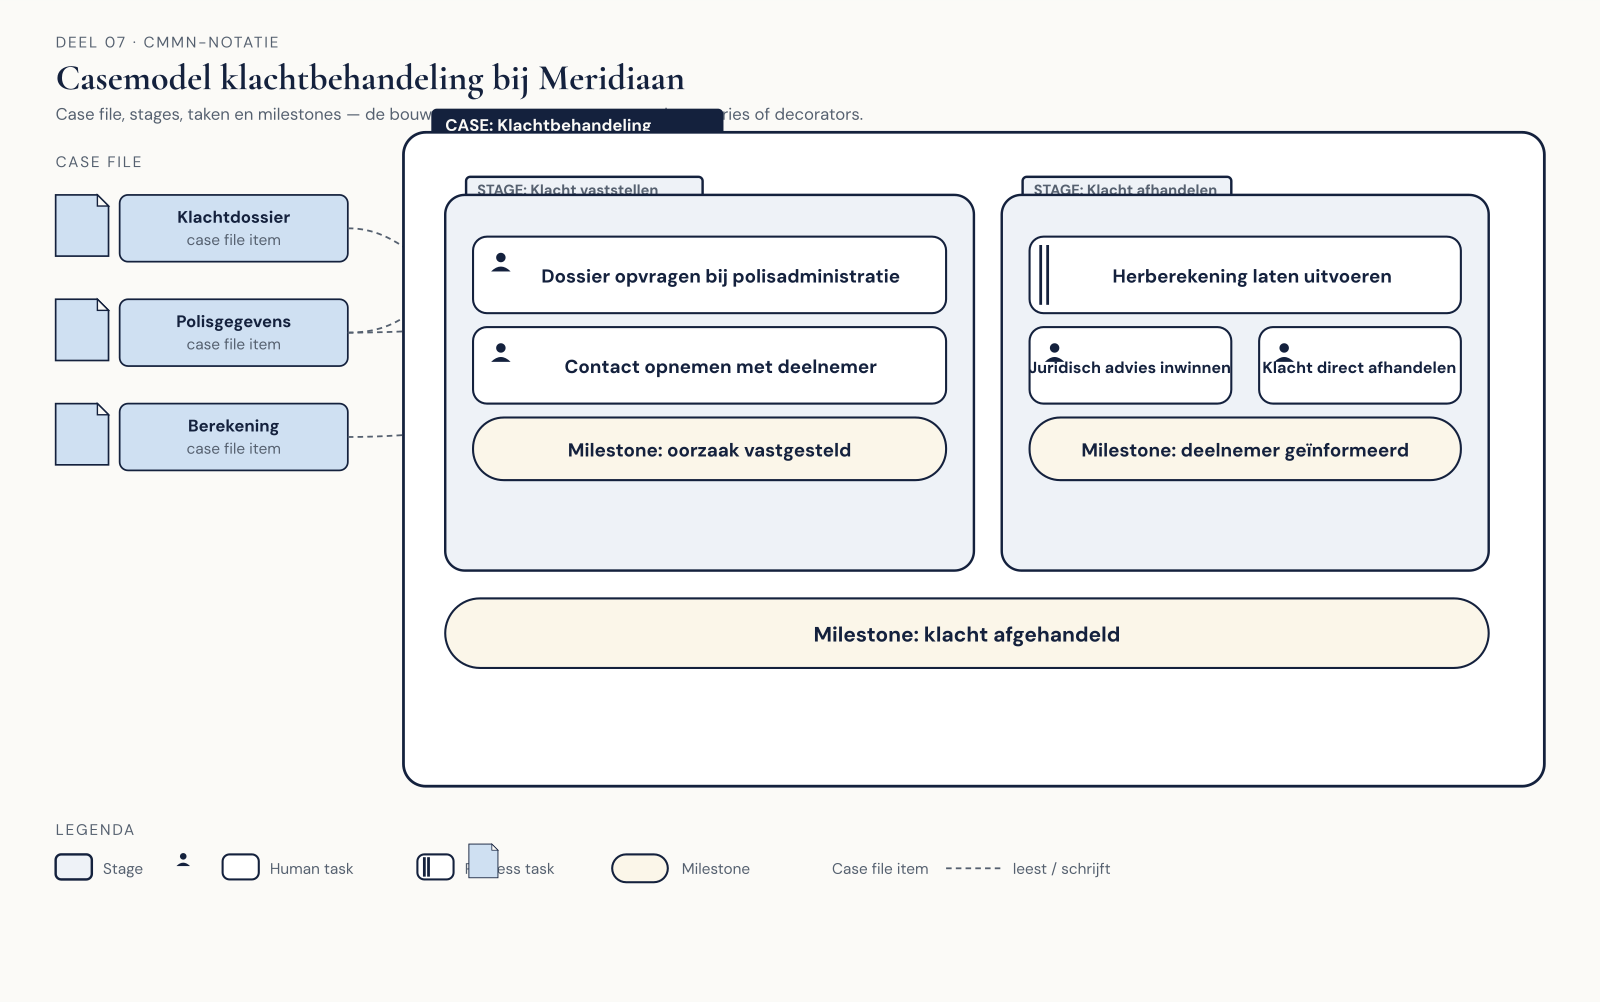 DEEL 07 · CMMN-NOTATIE
Casemodel klachtbehandeling bij Meridiaan
Case file, stages, taken en milestones — de of decorators.
CASE: Klachtbehandeling
CASE FILE
Klachtdossier
case file item
Polisgegevens
case file item
Berekening
case file item
STAGE: Klacht vaststellen
Dossier opvragen bij polisadministratie
Contact opnemen met deelnemer
Milestone: oorzaak vastgesteld
STAGE: Klacht afhandelen
Herberekening laten uitvoeren
Juridisch advies inwinnen
Klacht direct afhandelen
Milestone: deelnemer geïnformeerd
Milestone: klacht afgehandeld
LEGENDA
Stage
Human task
task
Milestone
Case file item
leest / schrijft